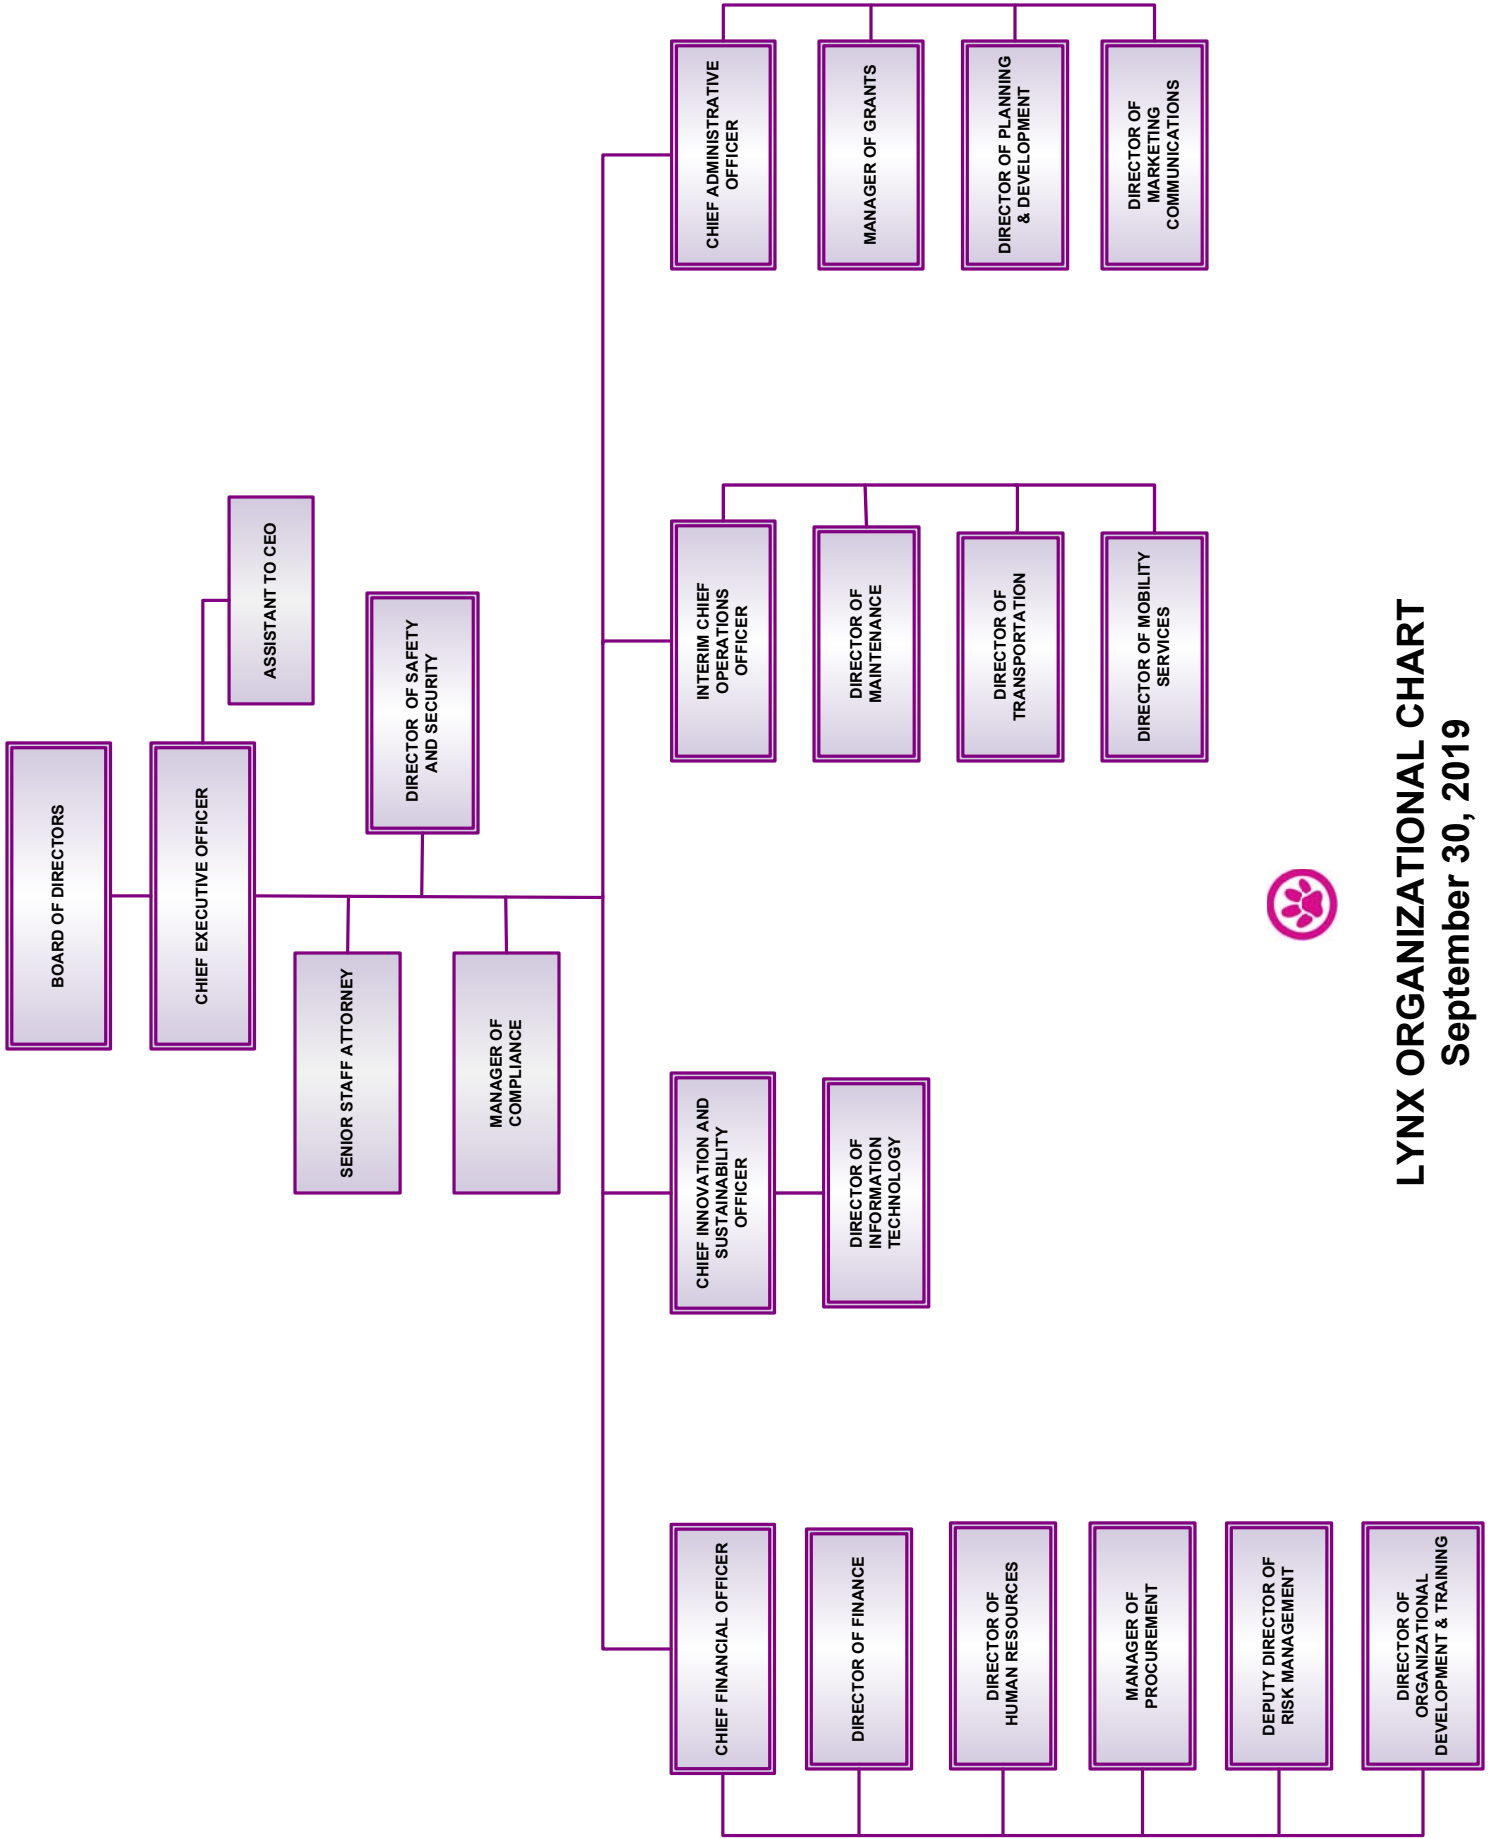 BOARD OF DIRECTORS
CHIEF EXECUTIVE OFFICER
ASSISTANT TO CEO
SENIOR STAFF ATTORNEY
DIRECTOR OF SAFETY
AND SECURITY
MANAGER OF
COMPLIANCE
CHIEF FINANCIAL OFFICER
DIRECTOR OF FINANCE
DIRECTOR OF
HUMAN RESOURCES
MANAGER OF
PROCUREMENT
DEPUTY DIRECTOR OF
RISK MANAGEMENT
DIRECTOR OF
ORGANIZATIONAL
DEVELOPMENT & TRAINING
CHIEF INNOVATION AND
SUSTAINABILITY
OFFICER
DIRECTOR OF
INFORMATION
TECHNOLOGY
INTERIM CHIEF
OPERATIONS
OFFICER
DIRECTOR OF
MAINTENANCE
DIRECTOR OF
TRANSPORTATION
DIRECTOR OF MOBILITY
SERVICES
CHIEF ADMINISTRATIVE
OFFICER
MANAGER OF GRANTS
DIRECTOR OF PLANNING
& DEVELOPMENT
DIRECTOR OF
MARKETING
COMMUNICATIONS
LYNX ORGANIZATIONAL CHART
September 30, 2019